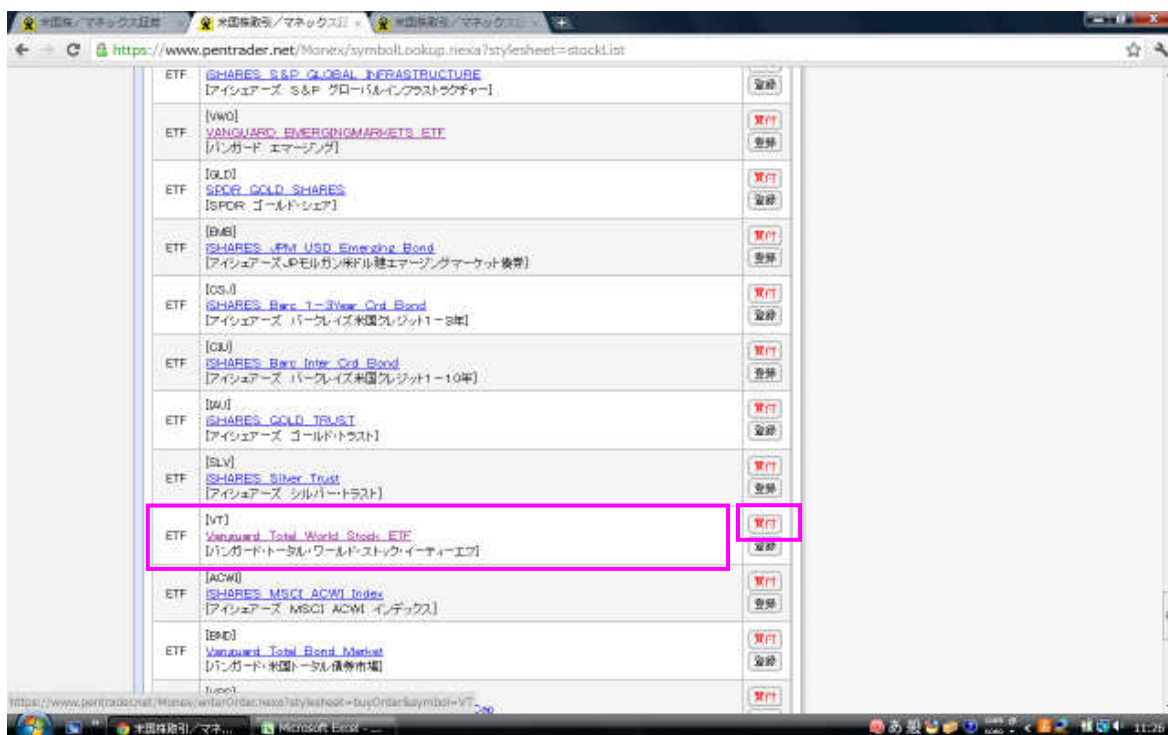 米国株／マネックス証券
米国株取引／マネックス証
米国株取引／マネックス証
https://www.pentrader.net/Monex/symbolLookup.nexa?stylesheet=stockList
ETF
iSHARES S&P GLOBAL INFRASTRUCTURE
[アイシェアーズ S&P グローバルインフラストラクチャー]
登録
[VWO]
ETF
VANGUARD EMERGINGMARKETS ETF
[バンガード エマージング]
買付
登録
[GLD]
ETF
SPDR GOLD SHARES
[SPDR ゴールド・シェア]
買付
登録
[EMB]
ETF
iSHARES JPM USD Emerging Bond
[アイシェアーズJPモルガン米ドル建エマージングマーケット債券]
買付
登録
[CSJ]
ETF
iSHARES Barc 1-3Year Crd Bond
[アイシェアーズ バークレイズ米国クレジット1-3年]
買付
登録
[CIU]
ETF
iSHARES Barc Inter Crd Bond
[アイシェアーズ バークレイズ米国クレジット1-10年]
買付
登録
[IAU]
ETF
iSHARES GOLD TRUST
[アイシェアーズ ゴールド・トラスト]
買付
登録
[SLV]
ETF
iSHARES Silver Trust
[アイシェアーズ シルバー・トラスト]
買付
登録
[VT]
ETF
Vanguard Total World Stock ETF
[バンガード・トータル・ワールド・ストック・イーティーエフ]
買付
登録
[ACWI]
ETF
iSHARES MSCI ACWI Index
[アイシェアーズ MSCI ACWI インデックス]
買付
登録
[BND]
ETF
Vanguard Total Bond Market
[バンガード・米国トータル債券市場]
買付
登録
買付
https://www.pentrader.net/Monex/enterOrder.nexa?stylesheet=buyOrder&symbol=VT
米国株取引／マネ...
Microsoft Excel - ...
あ 般
11:26